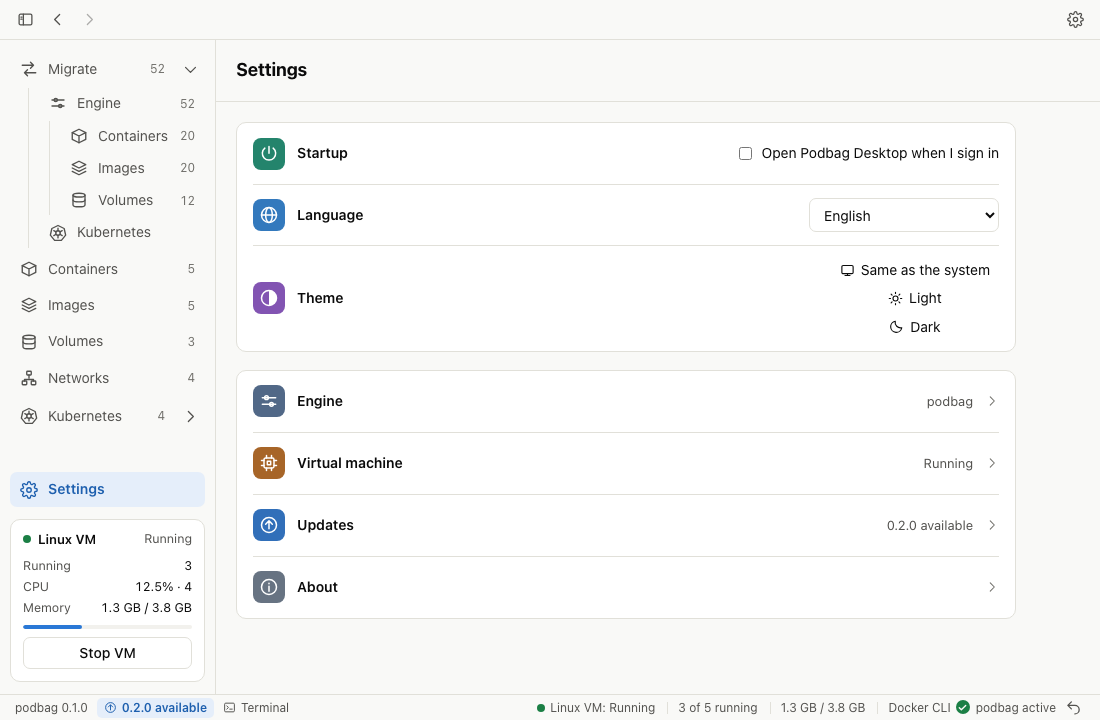 Migrate 52
Engine 52
Containers 20
Images 20
Volumes 12
Kubernetes
Containers 5
Images 5
Volumes 3
Networks 4
Kubernetes 4
Settings
Linux VM Running
Running 3
CPU 12.5% · 4
Memory 1.3 GB / 3.8 GB
Stop VM
Settings
Startup Open Podbag Desktop when I sign in
Language English
Theme
Same as the system
Light
Dark
Engine podbag
Virtual machine Running
Updates 0.2.0 available
About
podbag 0.1.0 0.2.0 available Terminal Linux VM: Running 3 of 5 running 1.3 GB / 3.8 GB Docker CLI podbag active